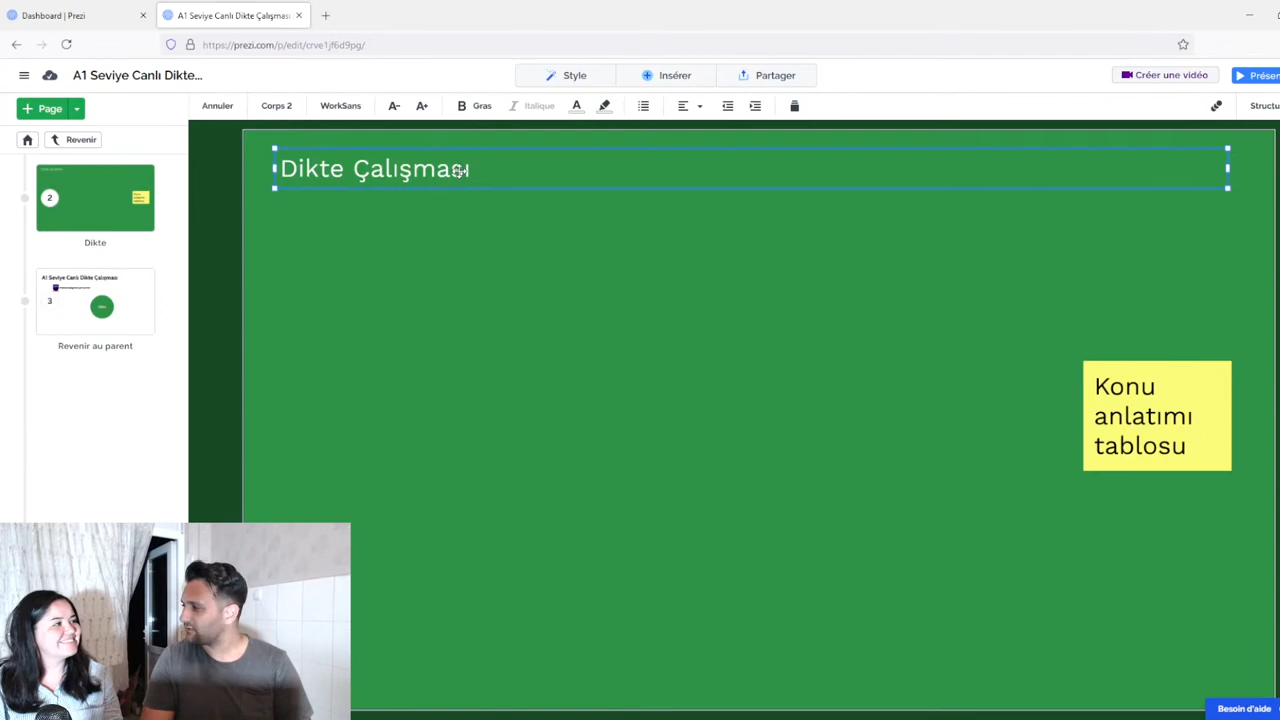 Dashboard | Prezi
A1 Seviye Canlı Dikte Çalışması
https://prezi.com/p/edit/crve1jf6d9pg/
A1 Seviye Canlı Dikte...
Style
Insérer
Partager
Créer une vidéo
Présen
Page
Annuler
Corps 2
WorkSans
A-
A+
B Gras
I Italique
A
Structu
Revenir
Dikte Çalışması
2
Dikte
A1 Seviye Canlı Dikte Çalışması
3
Revenir au parent
Konu
anlatımı
tablosu
Besoin d'aide